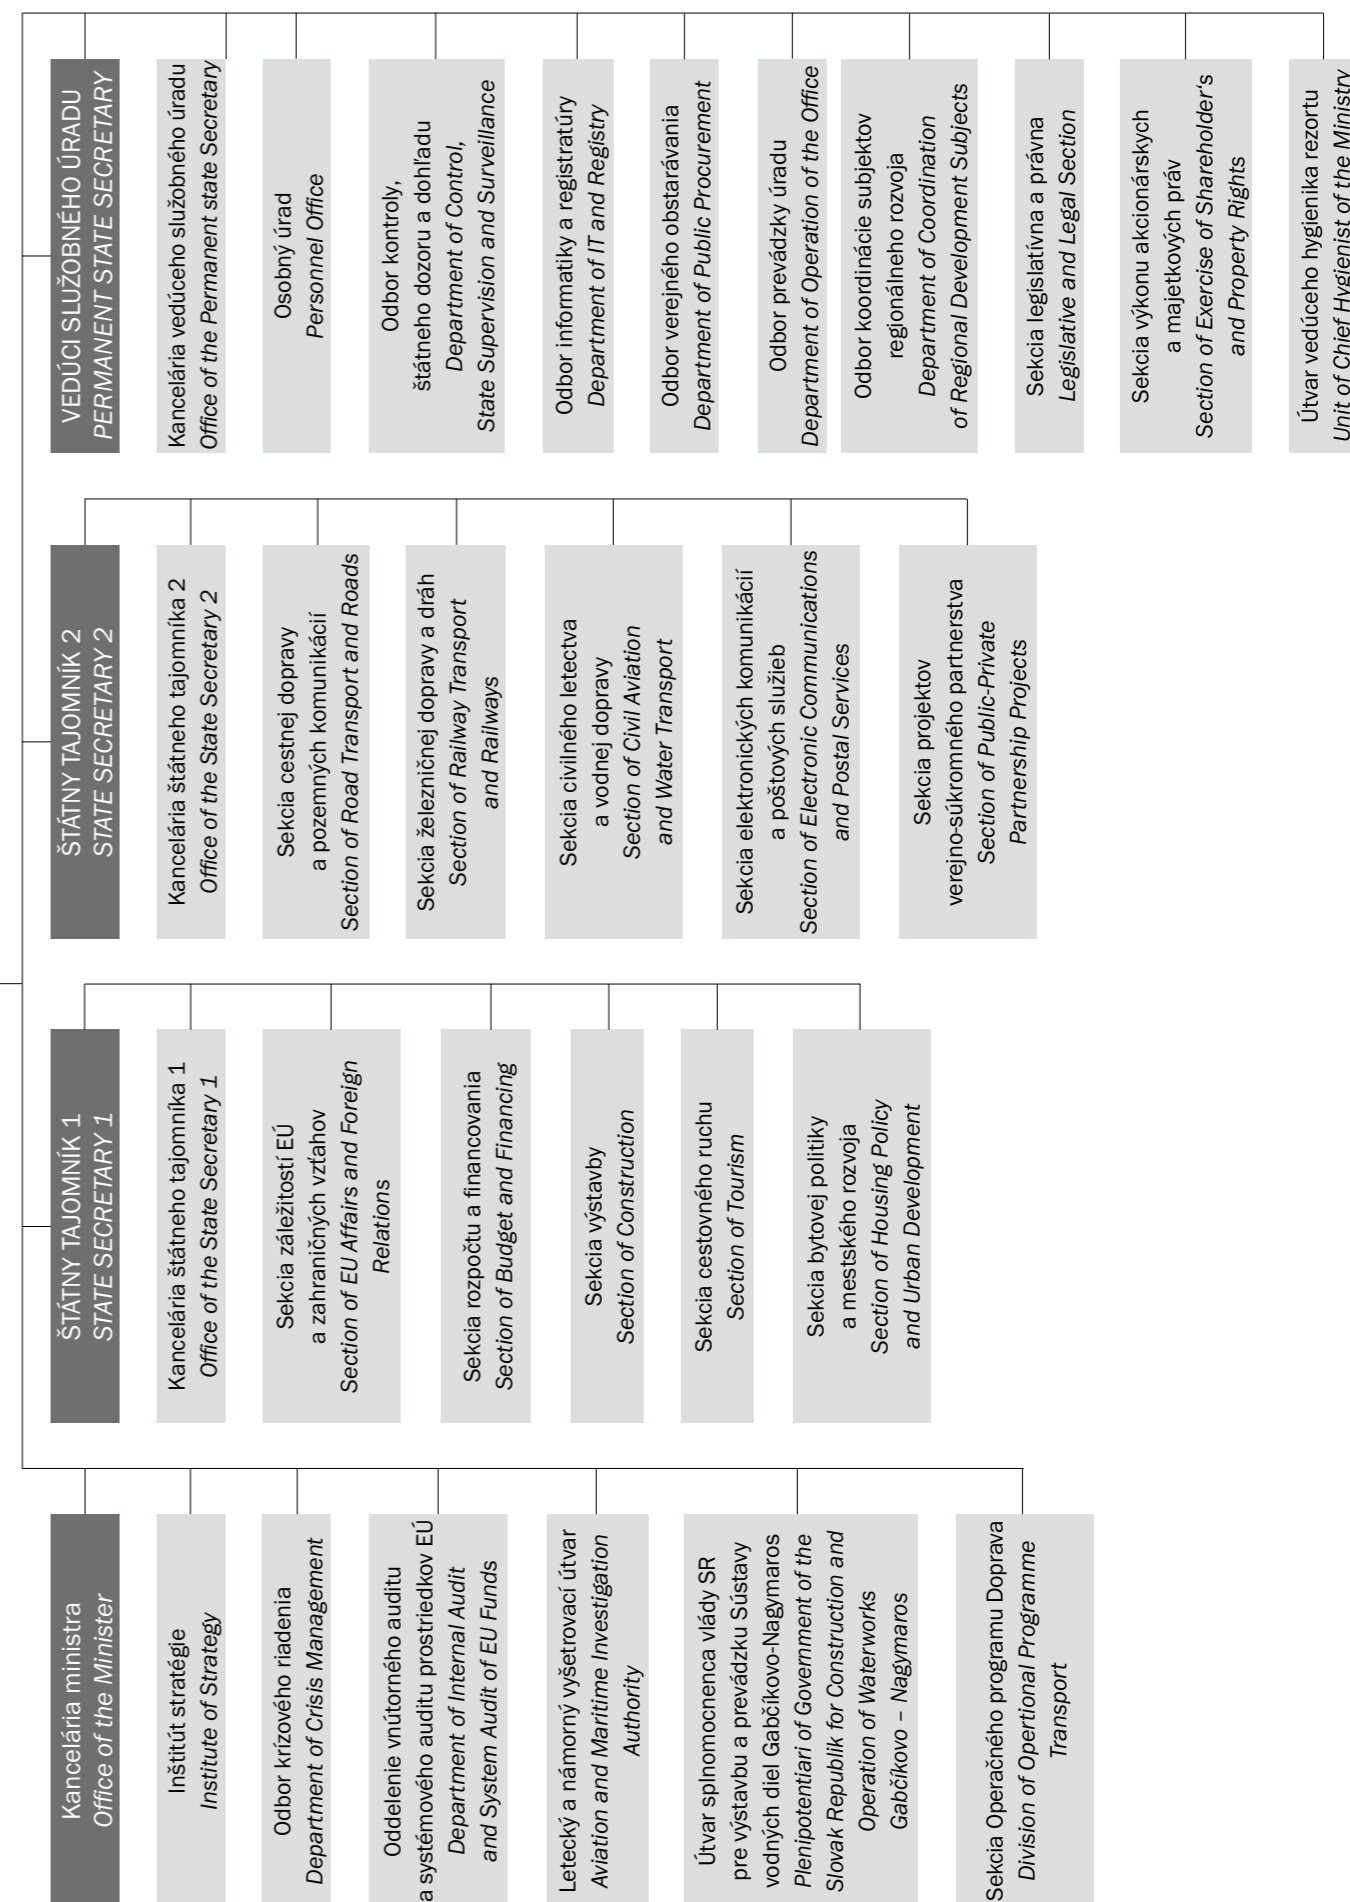 Kancelária ministra
Office of the Minister
Inštitút stratégie
Institute of Strategy
Odbor krízového riadenia
Department of Crisis Management
Oddelenie vnútorného auditu
a systémového auditu prostriedkov EÚ
Department of Internal Audit
and System Audit of EU Funds
Letecký a námorný vyšetrovací útvar
Aviation and Maritime Investigation
Authority
Útvar splnomocnenca vlády SR
pre výstavbu a prevádzku Sústavy
vodných diel Gabčíkovo-Nagymaros
Plenipotentiari of Government of the
Slovak Republik for Construction and
Operation of Waterworks
Gabčíkovo – Nagymaros
Sekcia Operačného programu Doprava
Division of Opertional Programme
Transport
ŠTÁTNY TAJOMNÍK 1
STATE SECRETARY 1
Kancelária štátneho tajomníka 1
Office of the State Secretary 1
Sekcia záležitostí EÚ
a zahraničných vzťahov
Section of EU Affairs and Foreign
Relations
Sekcia rozpočtu a financovania
Section of Budget and Financing
Sekcia výstavby
Section of Construction
Sekcia cestovného ruchu
Section of Tourism
Sekcia bytovej politiky
a mestského rozvoja
Section of Housing Policy
and Urban Development
ŠTÁTNY TAJOMNÍK 2
STATE SECRETARY 2
Kancelária štátneho tajomníka 2
Office of the State Secretary 2
Sekcia cestnej dopravy
a pozemných komunikácií
Section of Road Transport and Roads
Sekcia železničnej dopravy a dráh
Section of Railway Transport
and Railways
Sekcia civilného letectva
a vodnej dopravy
Section of Civil Aviation
and Water Transport
Sekcia elektronických komunikácií
a poštových služieb
Section of Electronic Communications
and Postal Services
Sekcia projektov
verejno-súkromného partnerstva
Section of Public-Private
Partnership Projects
VEDÚCI SLUŽOBNÉHO ÚRADU
PERMANENT STATE SECRETARY
Kancelária vedúceho služobného úradu
Office of the Permanent state Secretary
Osobný úrad
Personnel Office
Odbor kontroly,
štátneho dozoru a dohľadu
Department of Control,
State Supervision and Surveillance
Odbor informatiky a registratúry
Department of IT and Registry
Odbor verejného obstarávania
Department of Public Procurement
Odbor prevádzky úradu
Department of Operation of the Office
Odbor koordinácie subjektov
regionálneho rozvoja
Department of Coordination
of Regional Development Subjects
Sekcia legislatívna a právna
Legislative and Legal Section
Sekcia výkonu akcionárskych
a majetkových práv
Section of Exercise of Shareholder's
and Property Rights
Útvar vedúceho hygienika rezortu
Unit of Chief Hygienist of the Ministry